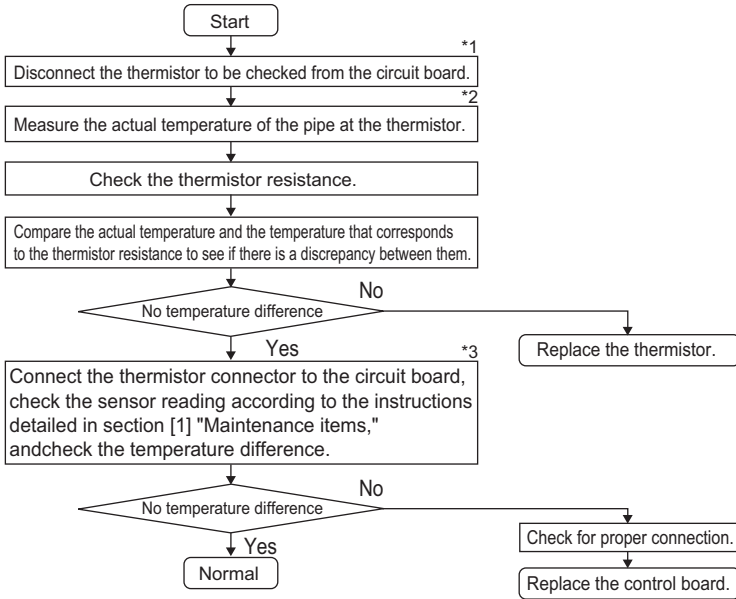 Start
*1
Disconnect the thermistor to be checked from the circuit board.
*2
Measure the actual temperature of the pipe at the thermistor.
Check the thermistor resistance.
Compare the actual temperature and the temperature that corresponds
to the thermistor resistance to see if there is a discrepancy between them.
No temperature difference
No
Replace the thermistor.
Yes
*3
Connect the thermistor connector to the circuit board,
check the sensor reading according to the instructions
detailed in section [1] "Maintenance items,"
andcheck the temperature difference.
No temperature difference
No
Check for proper connection.
Replace the control board.
Yes
Normal